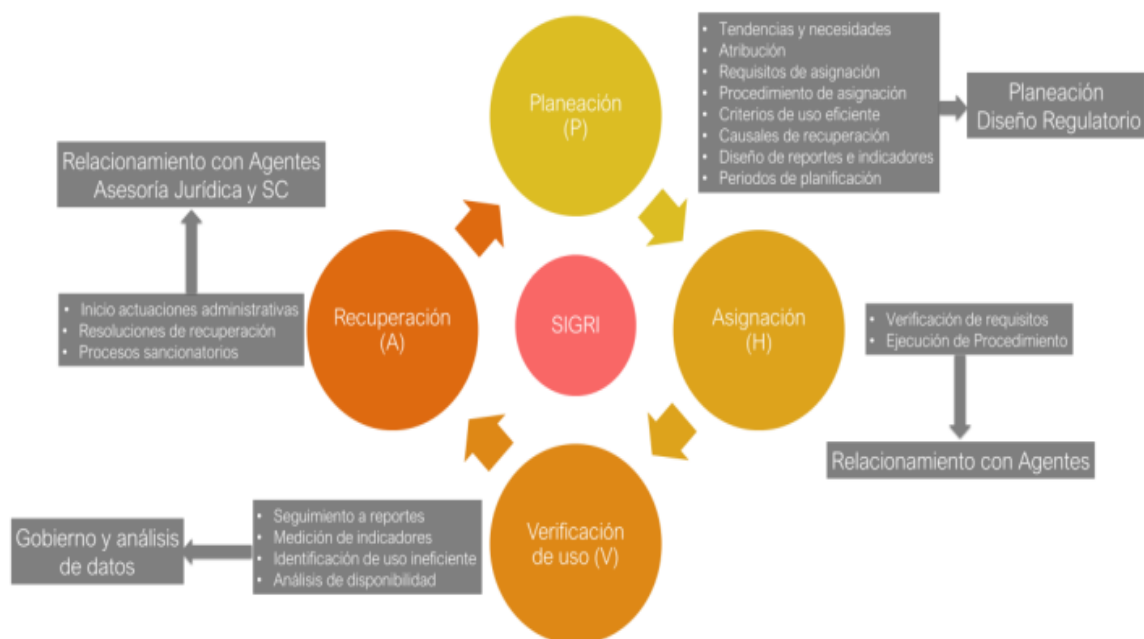 Planeación
(P)
• Tendencias y necesidades
• Atribución
• Requisitos de asignación
• Procedimiento de asignación
• Criterios de uso eficiente
• Causales de recuperación
• Diseño de reportes e indicadores
• Periodos de planificación
Planeación
Diseño Regulatorio
Relacionamiento con Agentes
Asesoría Jurídica y SC
• Inicio actuaciones administrativas
• Resoluciones de recuperación
• Procesos sancionatorios
Recuperación
(A)
SIGRI
Asignación
(H)
• Verificación de requisitos
• Ejecución de Procedimiento
Relacionamiento con Agentes
Gobierno y análisis
de datos
• Seguimiento a reportes
• Medición de indicadores
• Identificación de uso ineficiente
• Análisis de disponibilidad
Verificación
de uso (V)